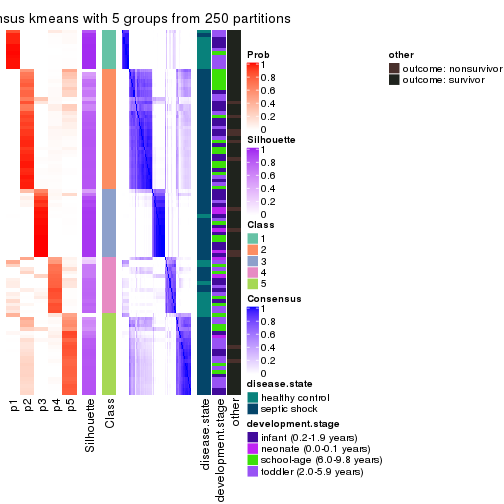 nsus kmeans with 5 groups from 250 partitions
p1
p2
p3
p4
p5
Silhouette
Class
disease.state
development.stage
other
Prob
1
0.8
0.6
0.4
0.2
0
Silhouette
1
0.8
0.6
0.4
0.2
0
Class
1
2
3
4
5
Consensus
1
0.8
0.6
0.4
0.2
0
disease.state
healthy control
septic shock
development.stage
infant (0.2-1.9 years)
neonate (0.0-0.1 years)
school-age (6.0-9.8 years)
toddler (2.0-5.9 years)
other
outcome: nonsurvivor
outcome: survivor